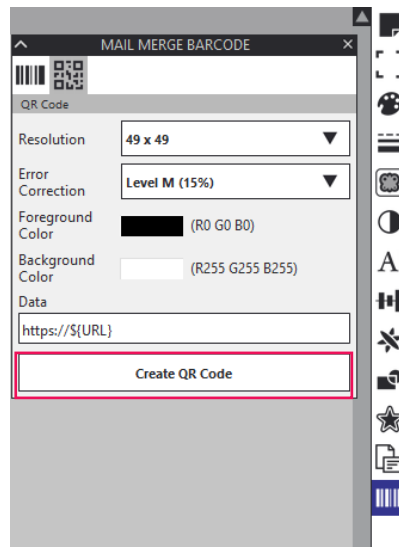 MAIL MERGE BARCODE
QR Code
Resolution 49 x 49
Error
Correction Level M (15%)
Foreground
Color (R0 G0 B0)
Background
Color (R255 G255 B255)
Data
https://${URL}
Create QR Code